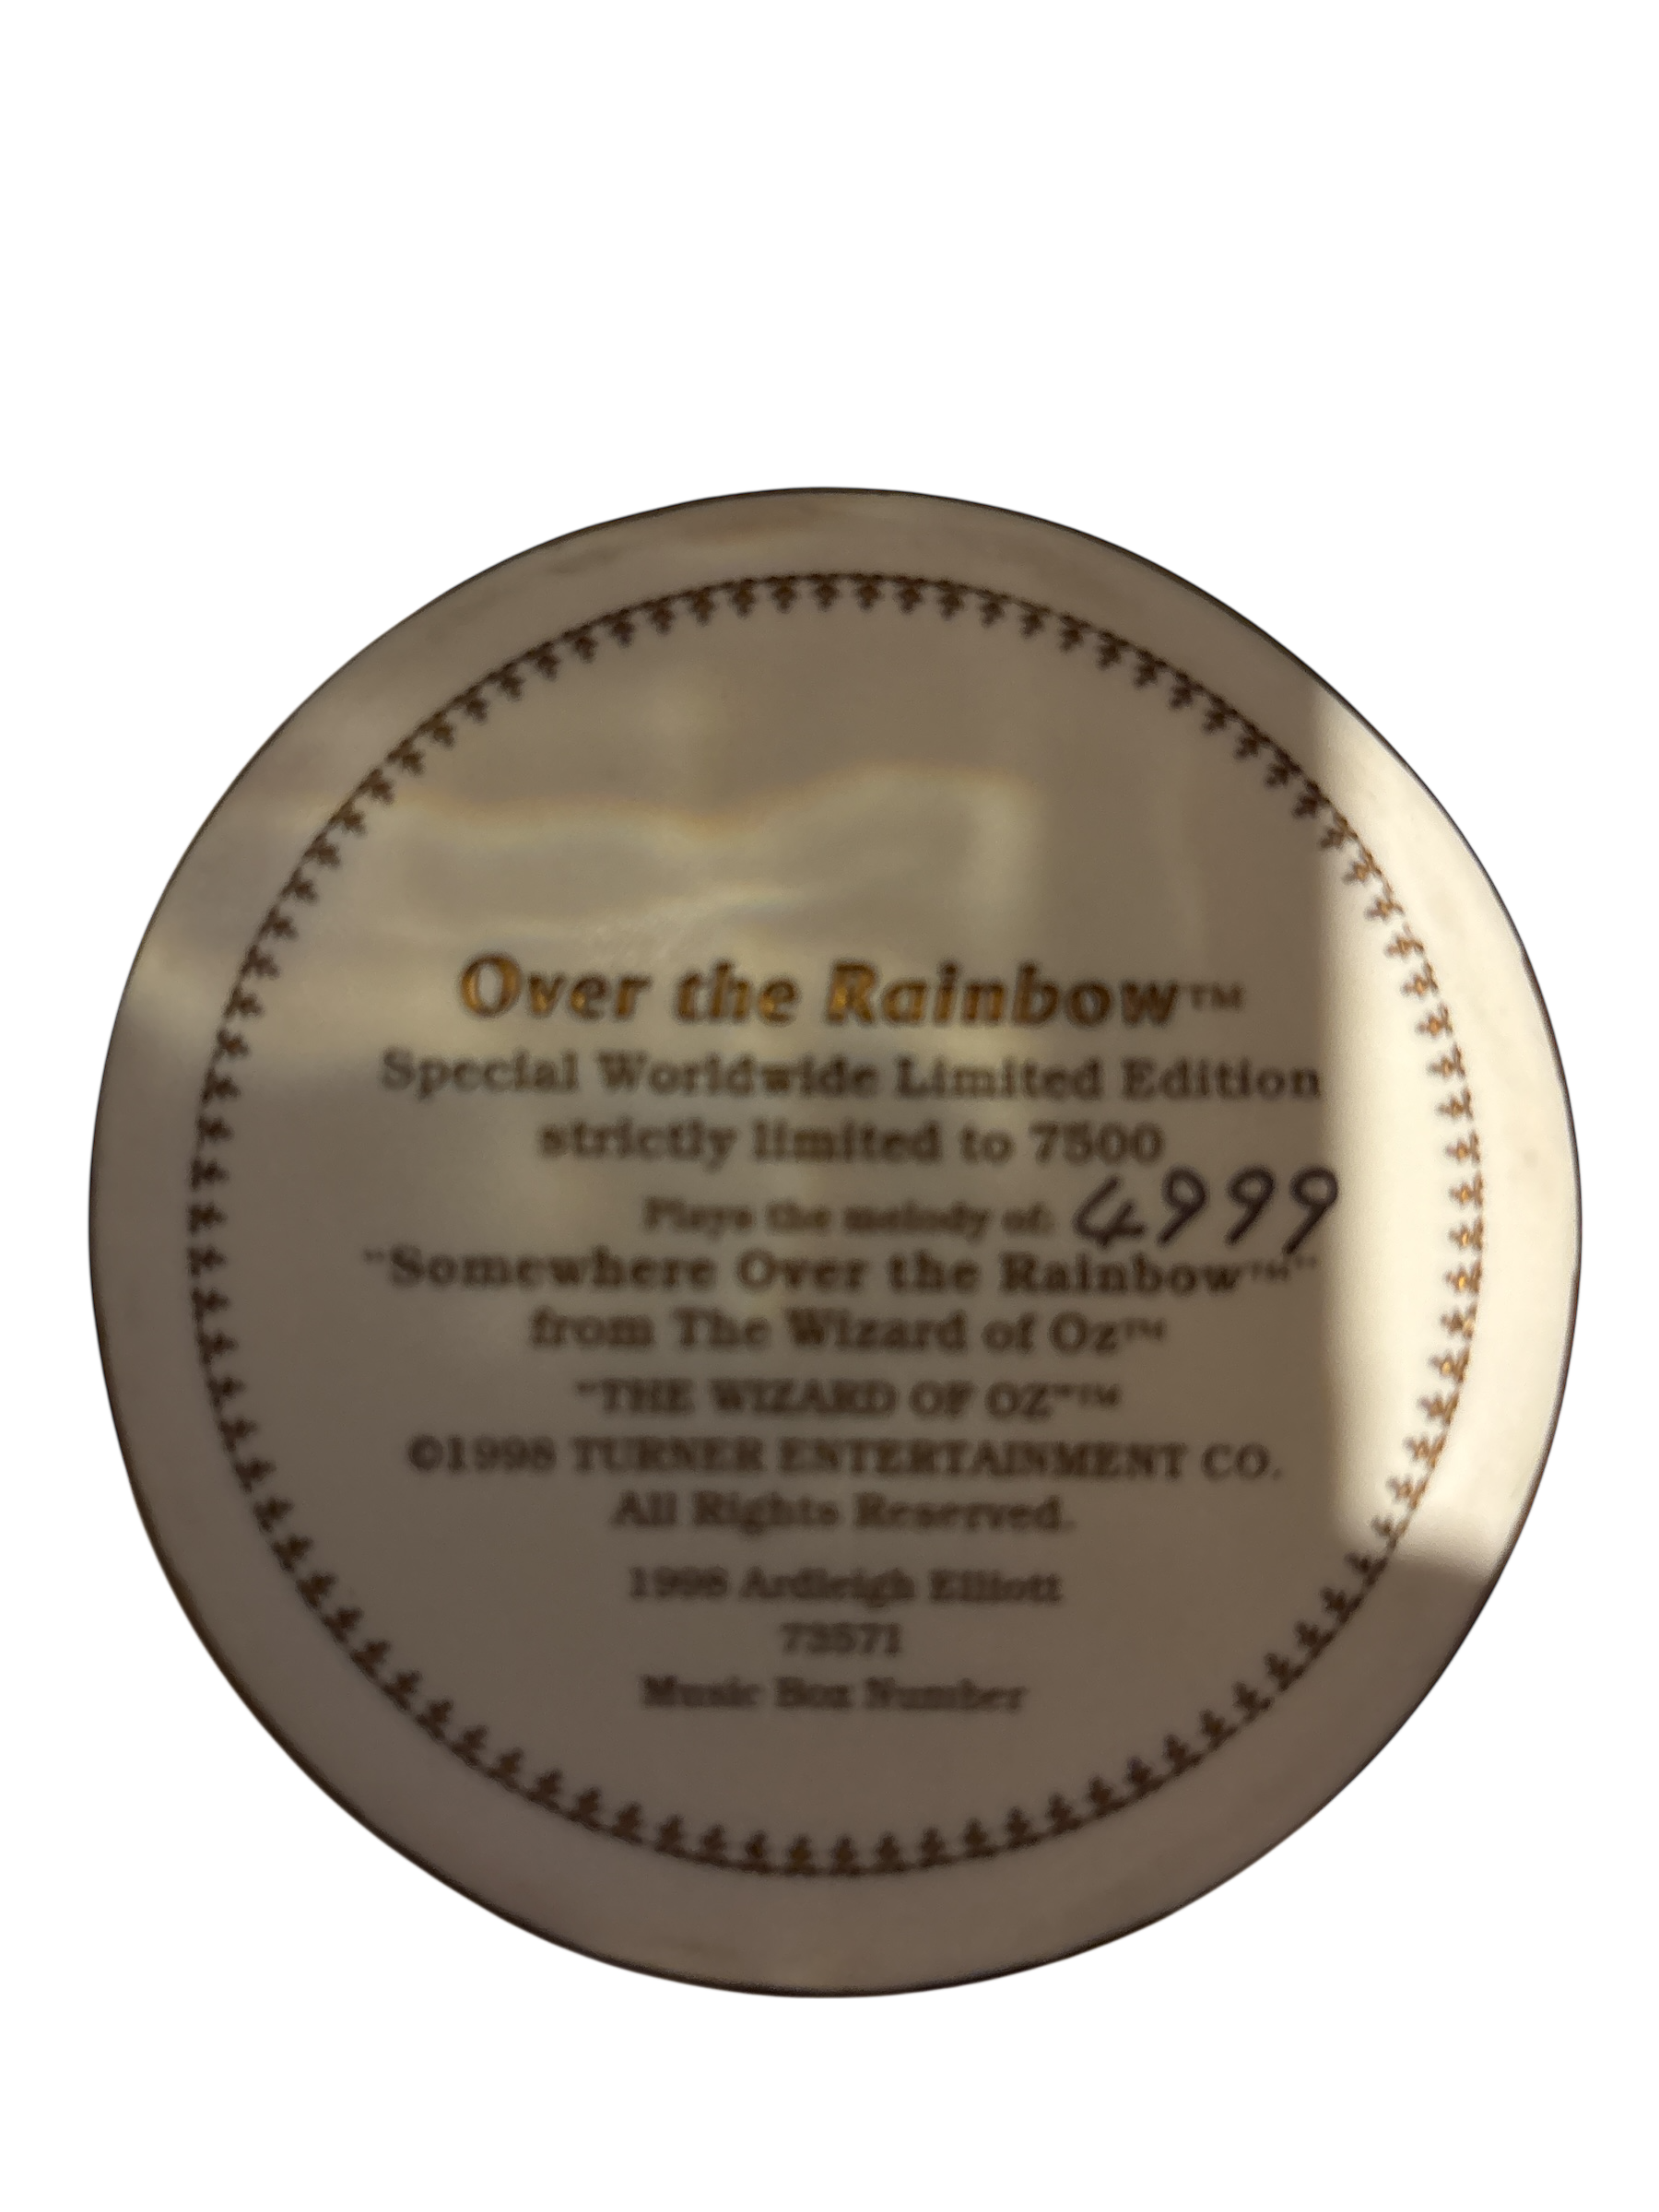 Over the Rainbow™
Special Worldwide Limited Edition
strictly limited to 7500
Plays the melody of: 4999
"Somewhere Over the Rainbow™"
from The Wizard of Oz™
"THE WIZARD OF OZ"™
©1998 TURNER ENTERTAINMENT CO.
All Rights Reserved.
1998 Ardleigh Elliott
73571
Music Box Number